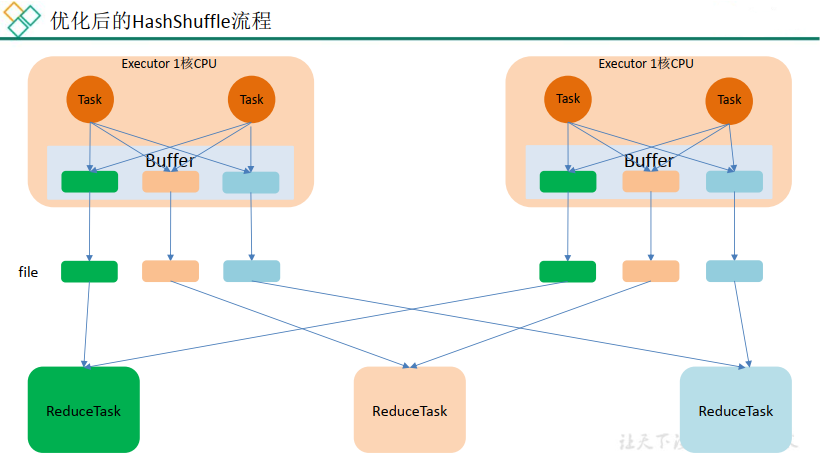 优化后的HashShuffle流程
Executor 1核CPU
Executor 1核CPU
Task
Task
Task
Task
Buffer
Buffer
file
ReduceTask
ReduceTask
ReduceTask
让天下